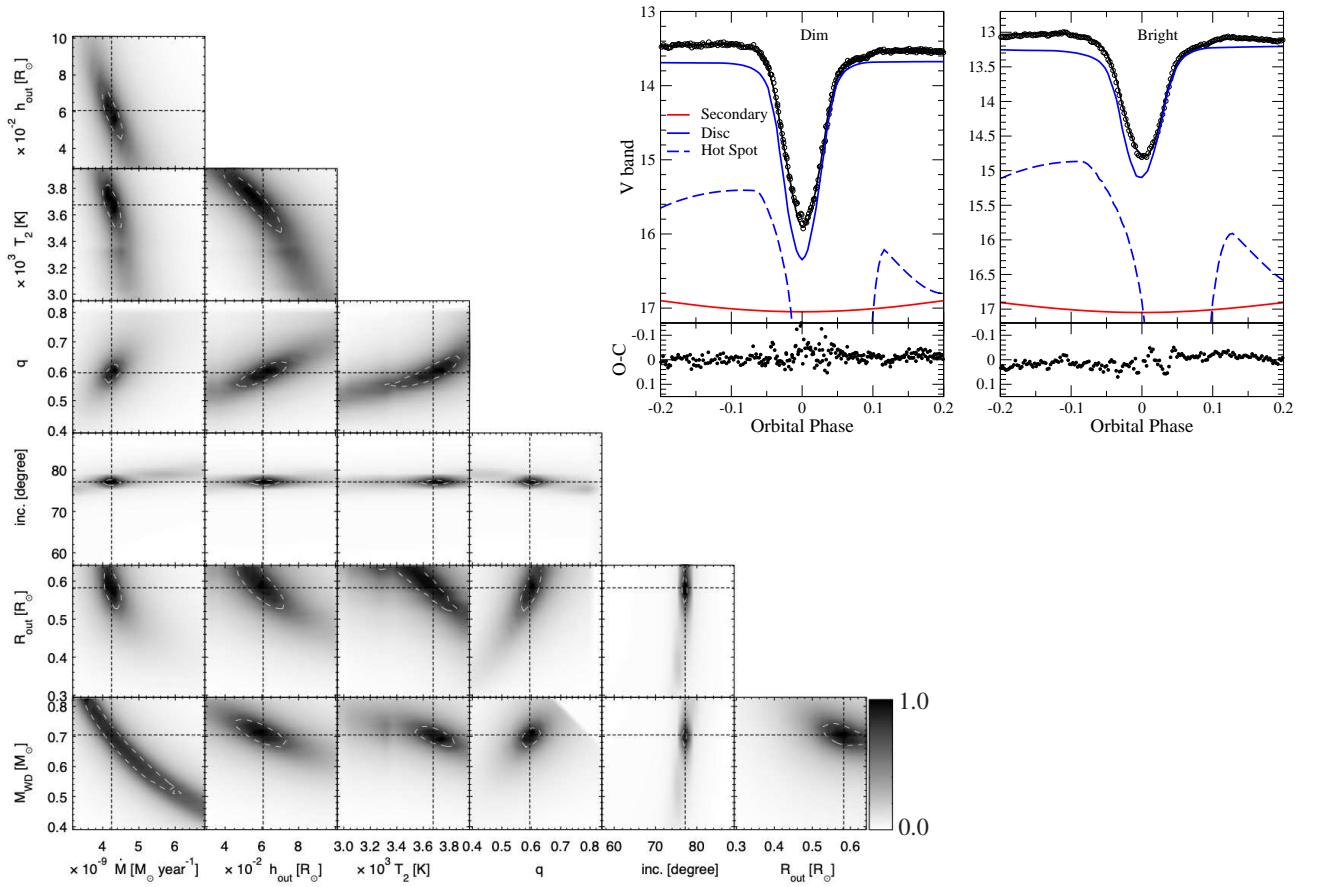 13
14
15
16
17
V band
Dim
Secondary
Disc
Hot Spot
-0.1
0
0.1
O-C
-0.2 -0.1 0 0.1 0.2
Orbital Phase
13
13.5
14
14.5
15
15.5
16
16.5
17
Bright
-0.1
0
0.1
-0.2 -0.1 0 0.1 0.2
Orbital Phase
10
8
6
4
× 10⁻² h_out [R_⊙]
3.8
3.6
3.4
3.2
3.0
× 10³ T_2 [K]
0.8
0.7
0.6
0.5
0.4
q
80
70
60
inc. [degree]
0.6
0.5
0.4
0.3
R_out [R_⊙]
0.8
0.7
0.6
0.5
0.4
M_WD [M_⊙]
4 5 6
× 10⁻⁹ Ṁ [M_⊙ year⁻¹]
4 6 8
× 10⁻² h_out [R_⊙]
3.0 3.2 3.4 3.6 3.8
× 10³ T_2 [K]
0.4 0.5 0.6 0.7 0.8
q
60 70 80
inc. [degree]
0.3 0.4 0.5 0.6
R_out [R_⊙]
1.0
0.0